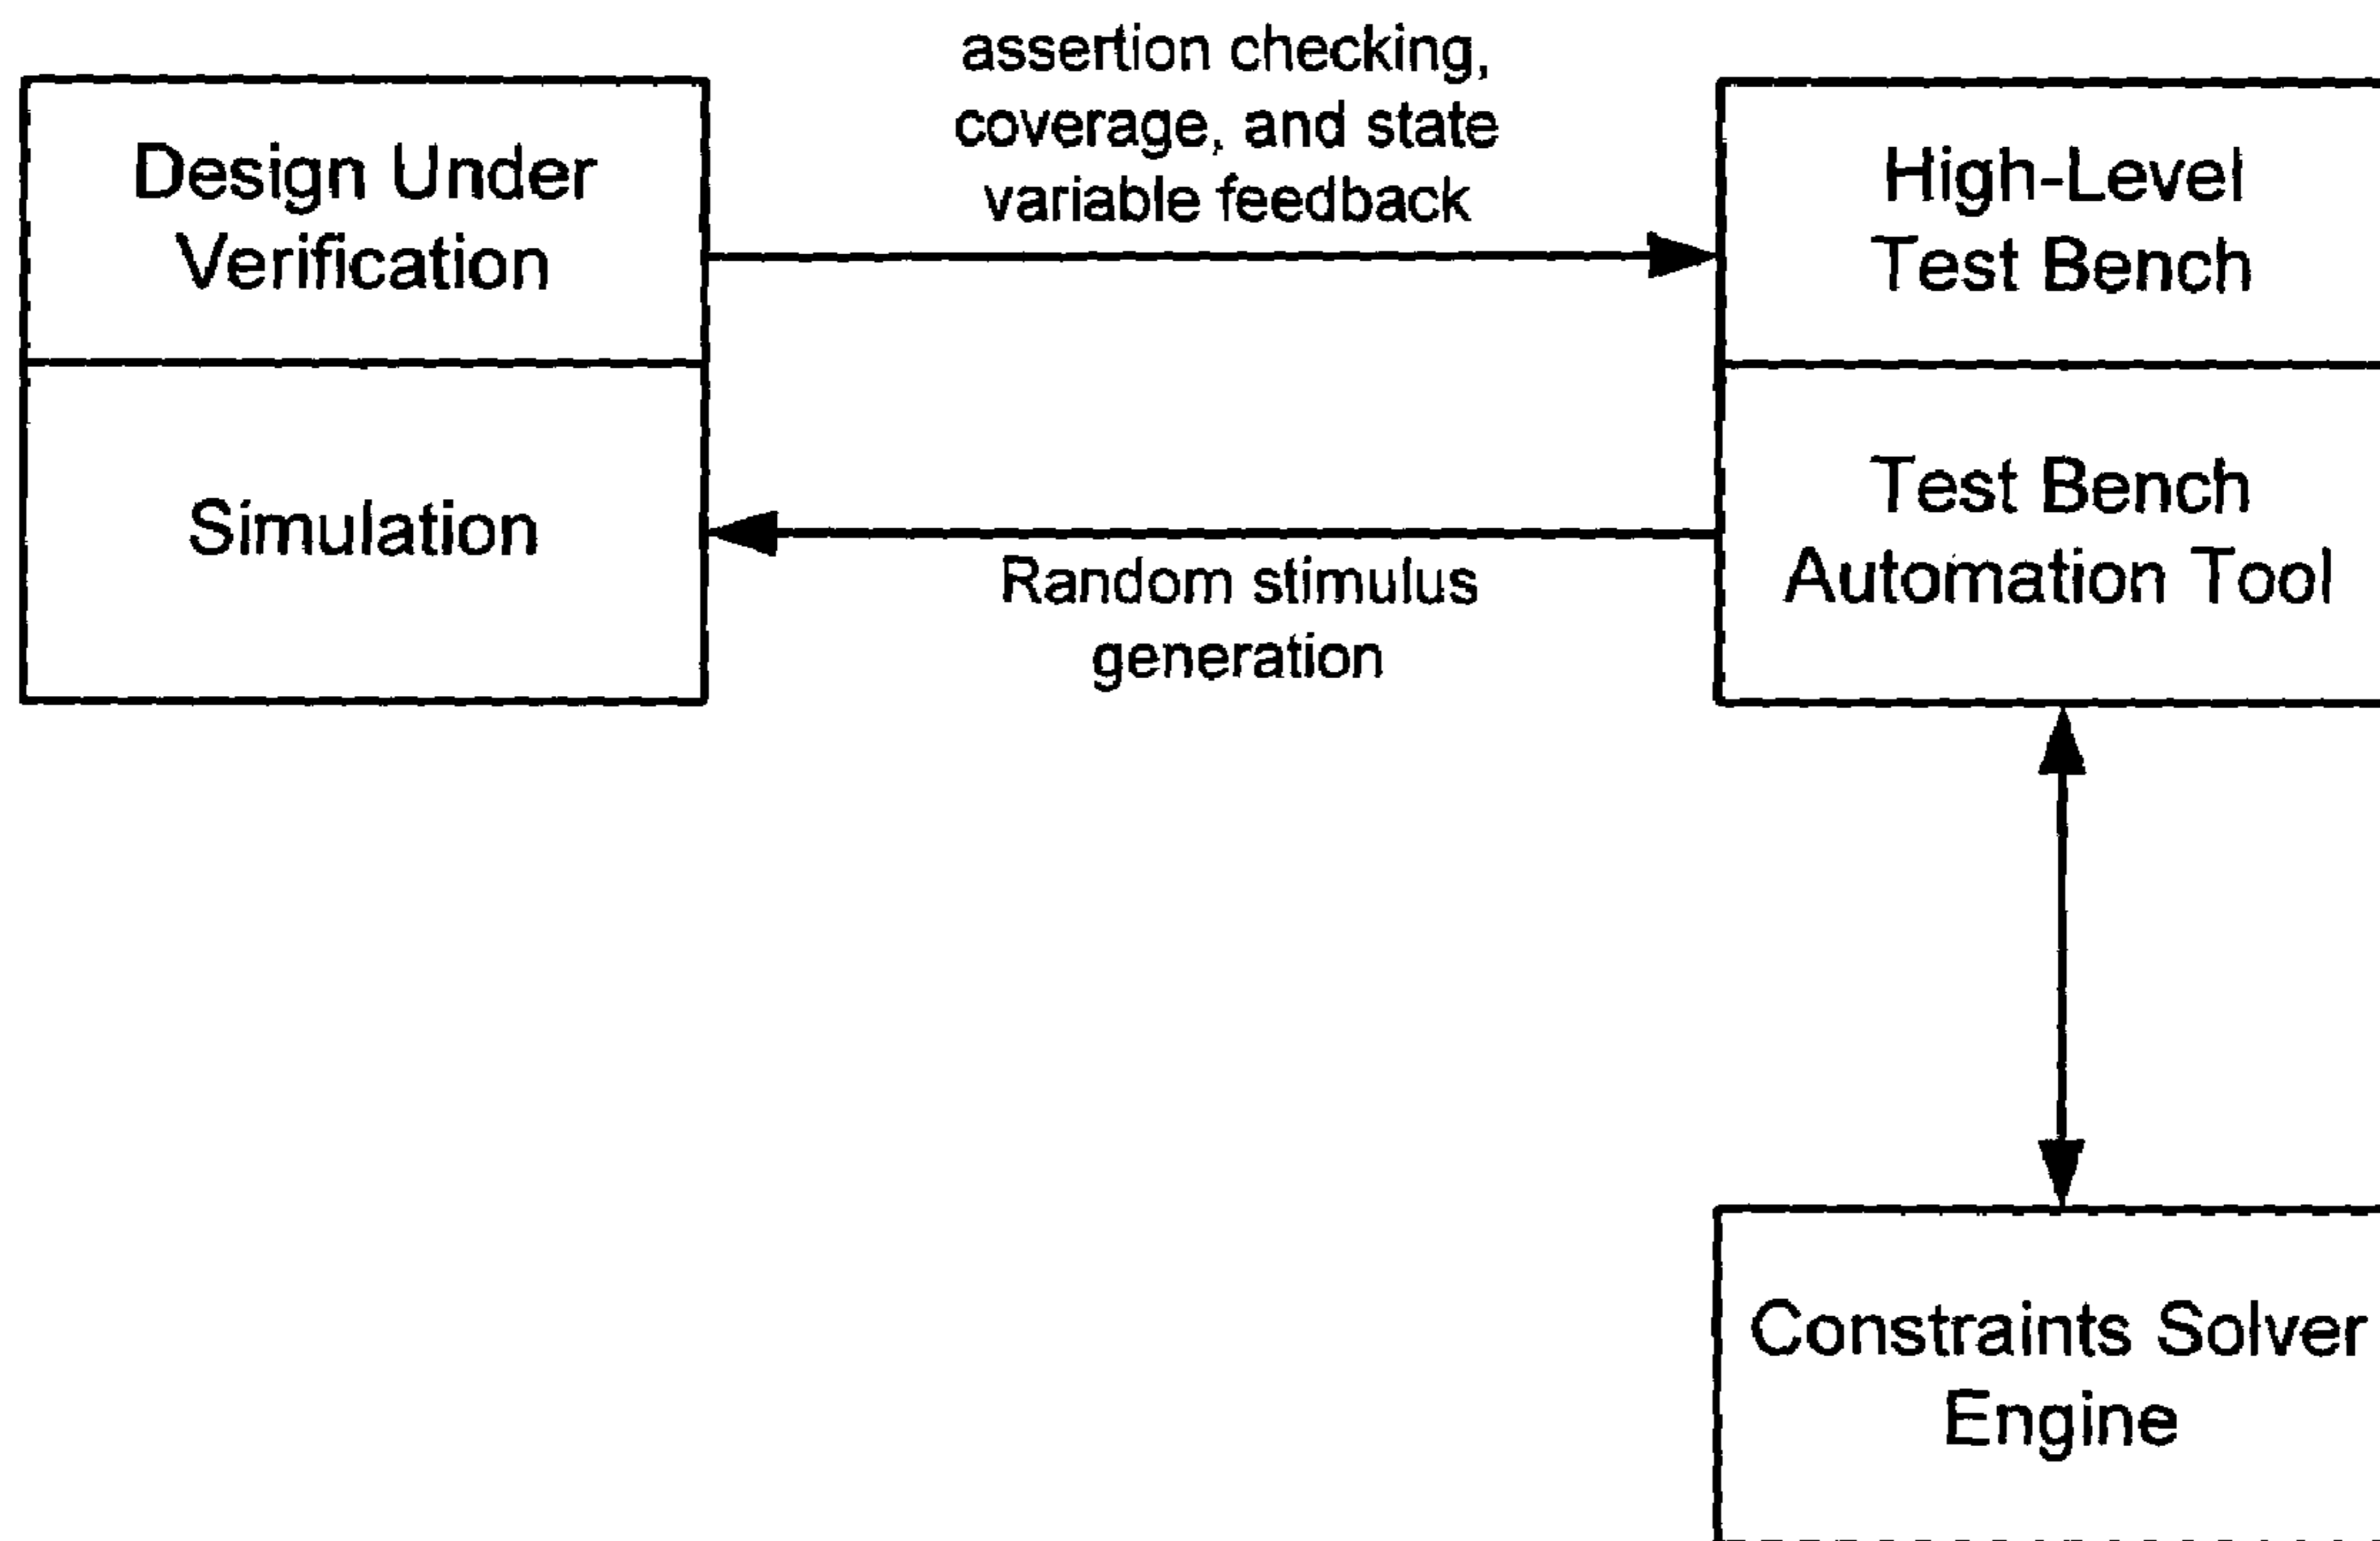 assertion checking,
coverage, and state
variable feedback
Design Under
Verification
High-Level
Test Bench
Simulation
Test Bench
Automation Tool
Random stimulus
generation
Constraints Solver
Engine